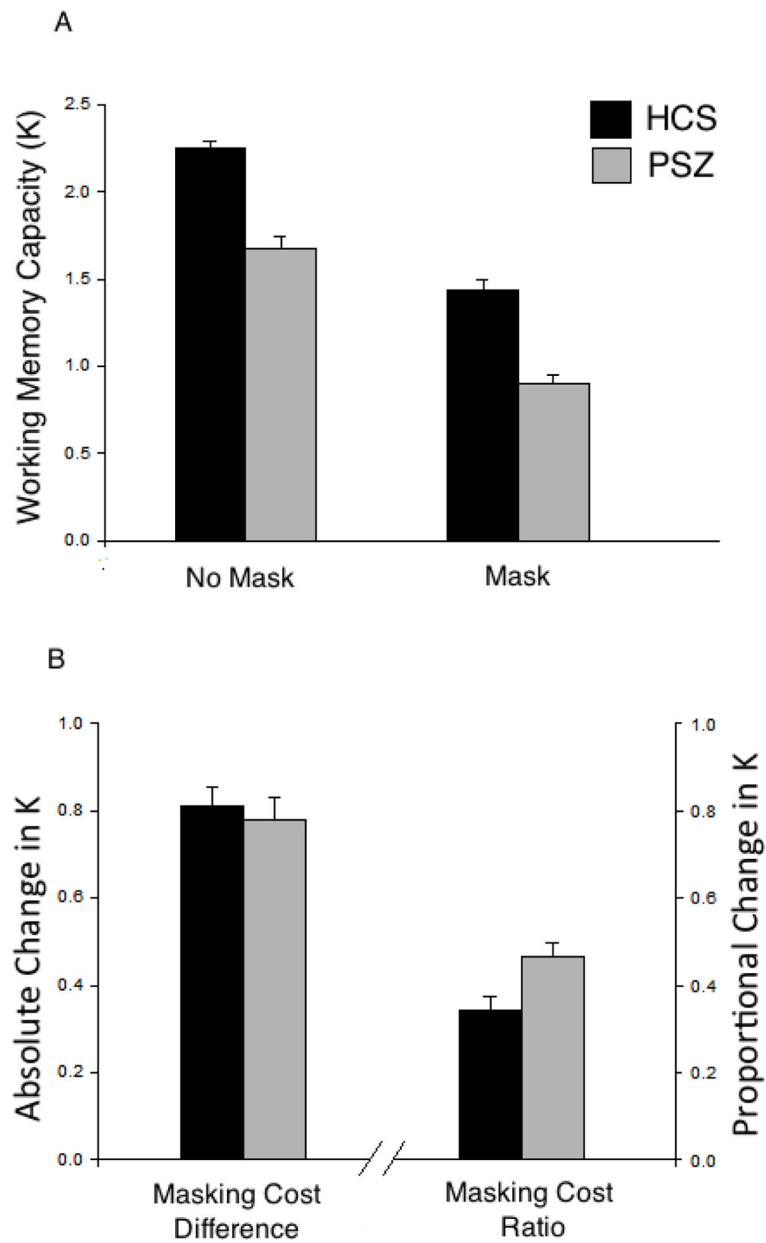 A
Working Memory Capacity (K)
2.5
2.0
1.5
1.0
0.5
0.0
HCS
PSZ
No Mask
Mask
B
Absolute Change in K
1.0
0.8
0.6
0.4
0.2
0.0
1.0
0.8
0.6
0.4
0.2
0.0
Proportional Change in K
Masking Cost
Difference
Masking Cost
Ratio